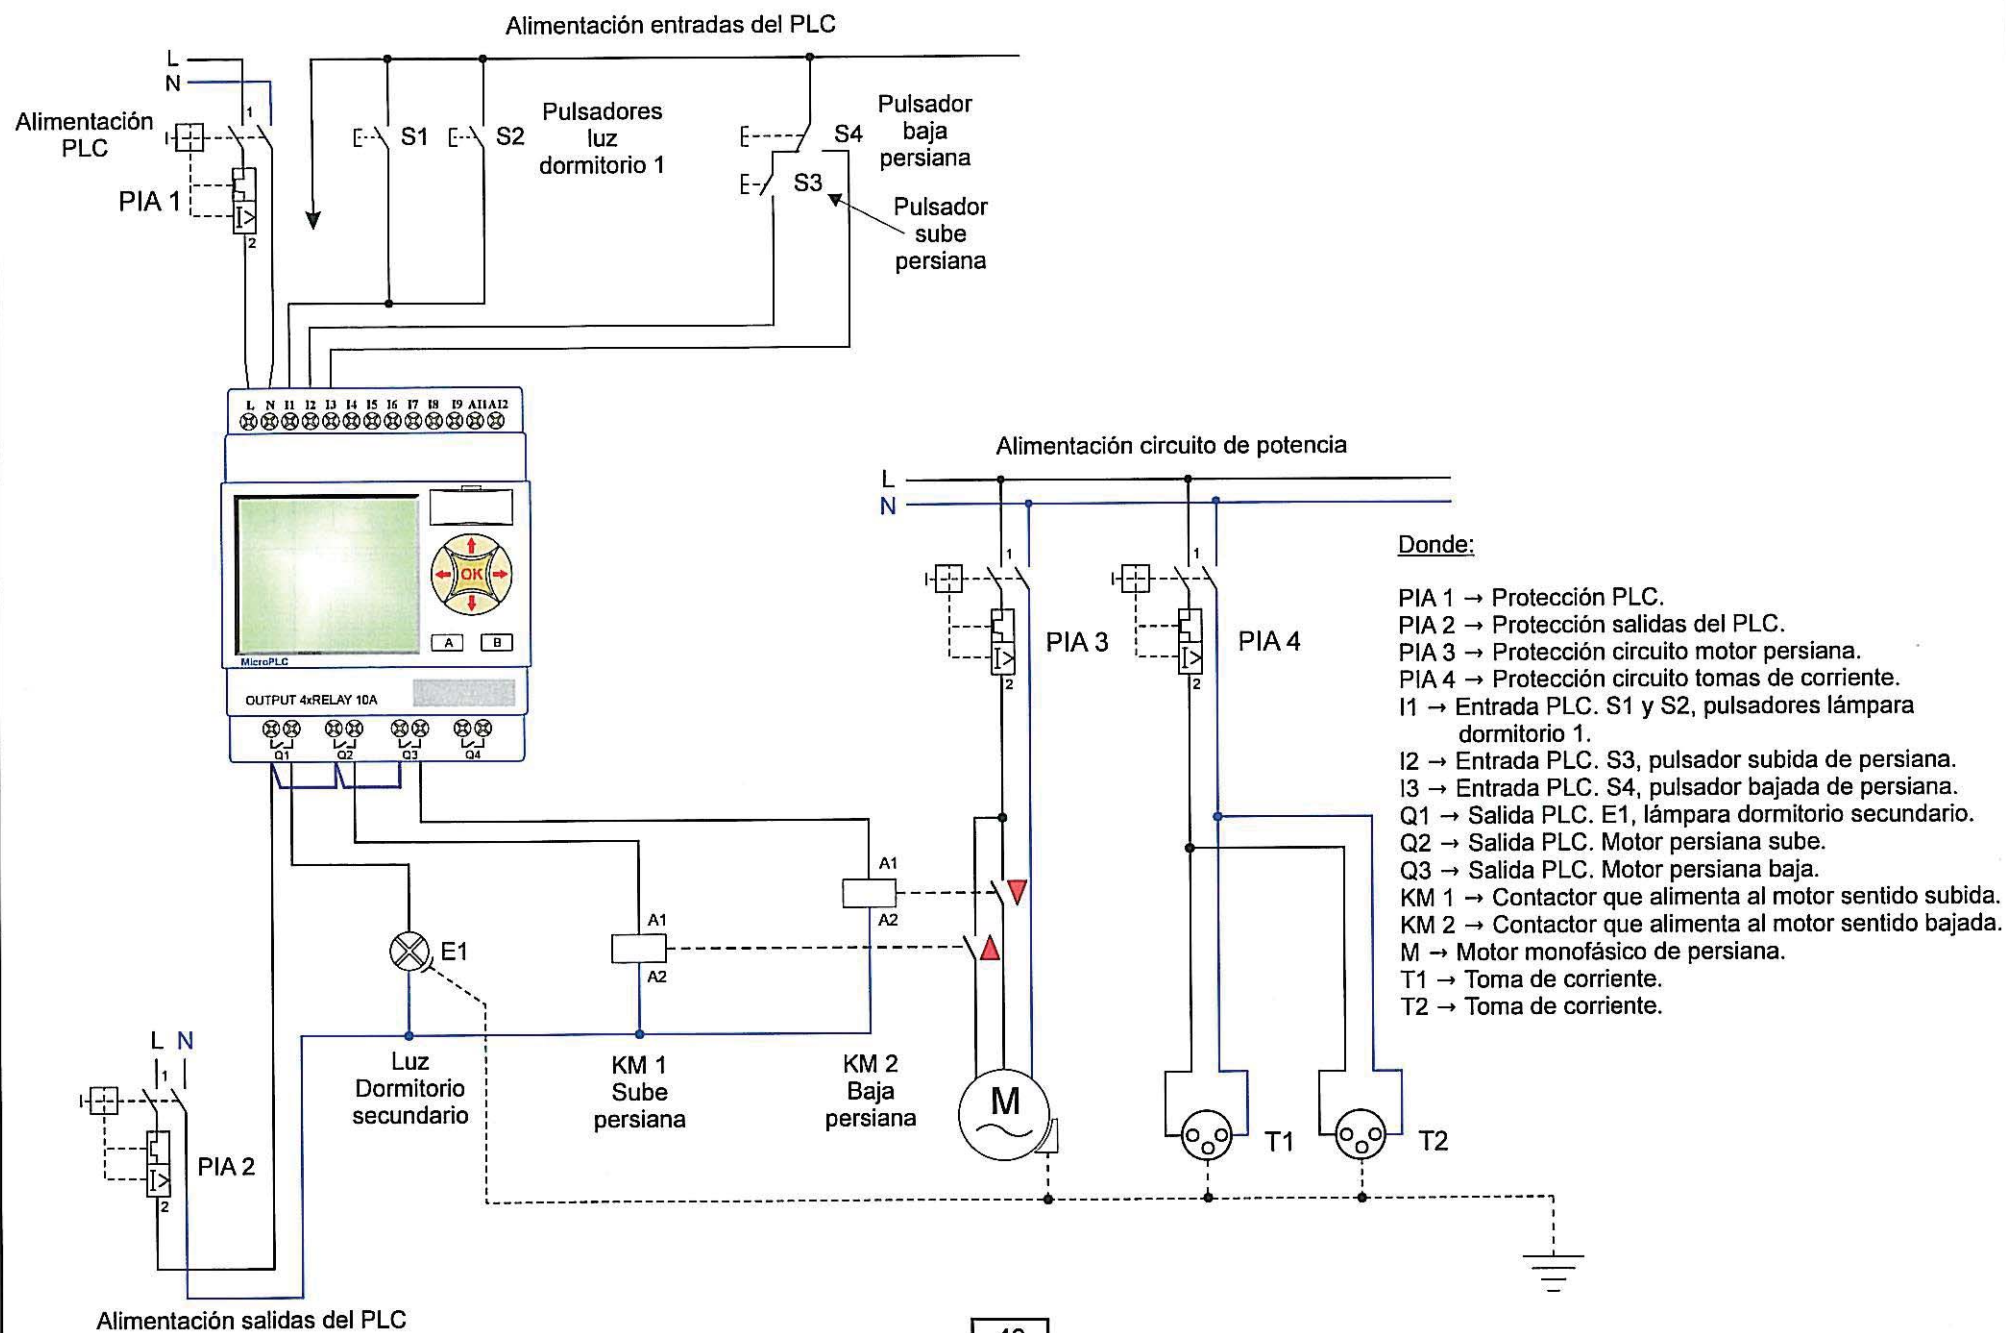 Alimentación entradas del PLC
L
N
Alimentación
PLC
1
PIA 1
2
S1
S2
Pulsadores
luz
dormitorio 1
S4
S3
Pulsador
baja
persiana
Pulsador
sube
persiana
L N I1 I2 I3 I4 I5 I6 I7 I8 I9 AI1 AI2
OK
A
B
MicroPLC
OUTPUT 4xRELAY 10A
Q1
Q2
Q3
Q4
Alimentación circuito de potencia
L
N
1
PIA 3
2
1
PIA 4
2
Donde:
PIA 1 → Protección PLC.
PIA 2 → Protección salidas del PLC.
PIA 3 → Protección circuito motor persiana.
PIA 4 → Protección circuito tomas de corriente.
I1 → Entrada PLC. S1 y S2, pulsadores lámpara
dormitorio 1.
I2 → Entrada PLC. S3, pulsador subida de persiana.
I3 → Entrada PLC. S4, pulsador bajada de persiana.
Q1 → Salida PLC. E1, lámpara dormitorio secundario.
Q2 → Salida PLC. Motor persiana sube.
Q3 → Salida PLC. Motor persiana baja.
KM 1 → Contactor que alimenta al motor sentido subida.
KM 2 → Contactor que alimenta al motor sentido bajada.
M → Motor monofásico de persiana.
T1 → Toma de corriente.
T2 → Toma de corriente.
A1
A2
A1
A2
E1
L N
1
PIA 2
2
Luz
Dormitorio
secundario
KM 1
Sube
persiana
KM 2
Baja
persiana
M
T1
T2
Alimentación salidas del PLC